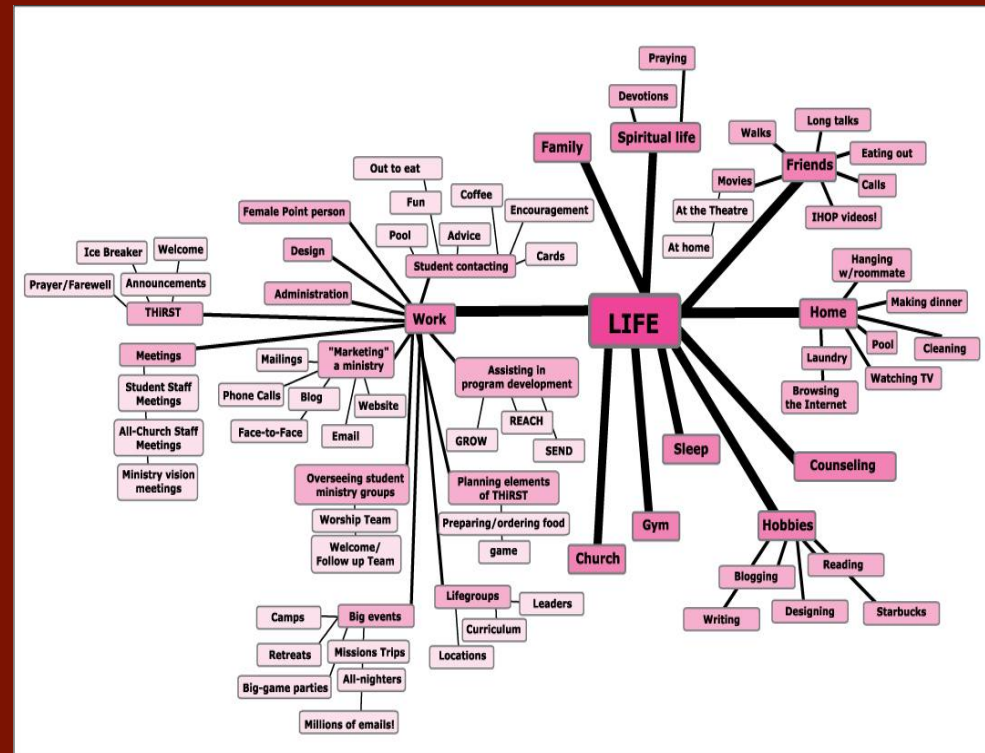 Praying
Devotions
Spiritual life
Family
Long talks
Walks
Friends
Eating out
Movies
Calls
At the Theatre
IHOP videos!
At home
Out to eat
Coffee
Fun
Encouragement
Pool
Advice
Cards
Student contacting
Female Point person
Design
Administration
Ice Breaker
Welcome
Prayer/Farewell
Announcements
THiRST
Work
LIFE
Hanging
w/roommate
Home
Making dinner
Pool
Cleaning
Laundry
Watching TV
Browsing
the Internet
Meetings
Student Staff
Meetings
All-Church Staff
Meetings
Ministry vision
meetings
"Marketing"
a ministry
Mailings
Phone Calls
Blog
Website
Face-to-Face
Email
Assisting in
program development
REACH
GROW
SEND
Sleep
Counseling
Overseeing student
ministry groups
Worship Team
Welcome/
Follow up Team
Planning elements
of THiRST
Preparing/ordering food
game
Gym
Church
Hobbies
Reading
Blogging
Writing
Designing
Starbucks
Lifegroups
Leaders
Curriculum
Locations
Big events
Camps
Retreats
Missions Trips
Big-game parties
All-nighters
Millions of emails!